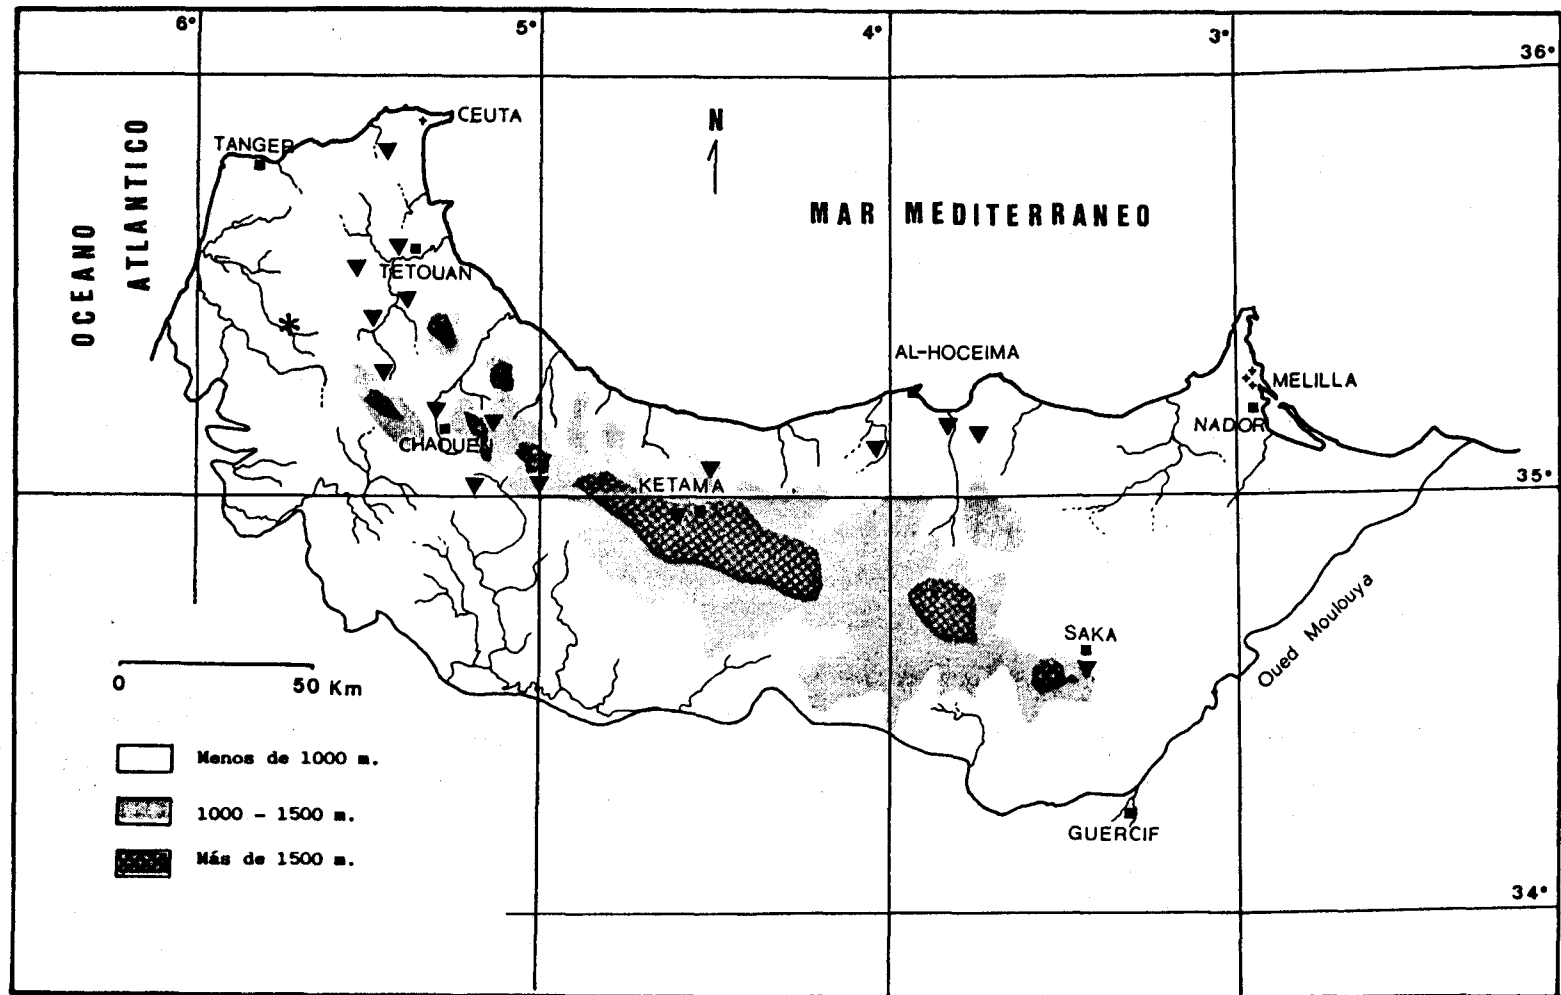 6°
5°
4°
3°
36°
CEUTA
TANGER
N
OCEANO
ATLANTICO
MAR MEDITERRANEO
TETOUAN
AL-HOCEIMA
MELILLA
NADOR
CHAOUEN
KETAMA
35°
SAKA
Oued Moulouya
0 50 Km
Menos de 1000 m.
1000 - 1500 m.
Más de 1500 m.
GUERCIF
34°